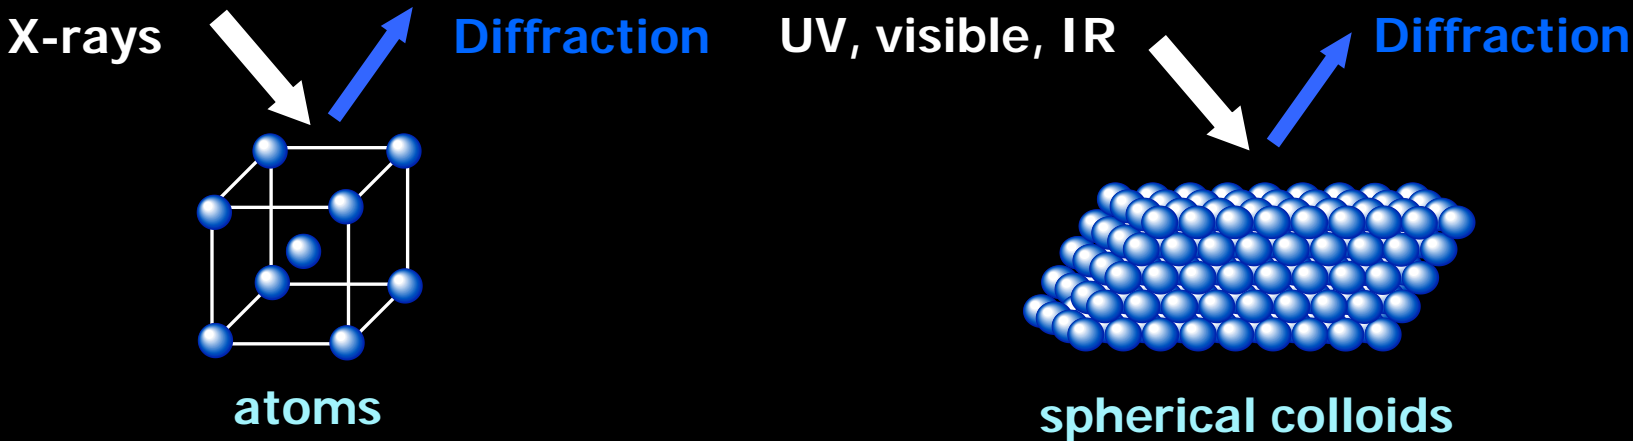 X-rays
Diffraction
UV, visible, IR
Diffraction
atoms
spherical colloids